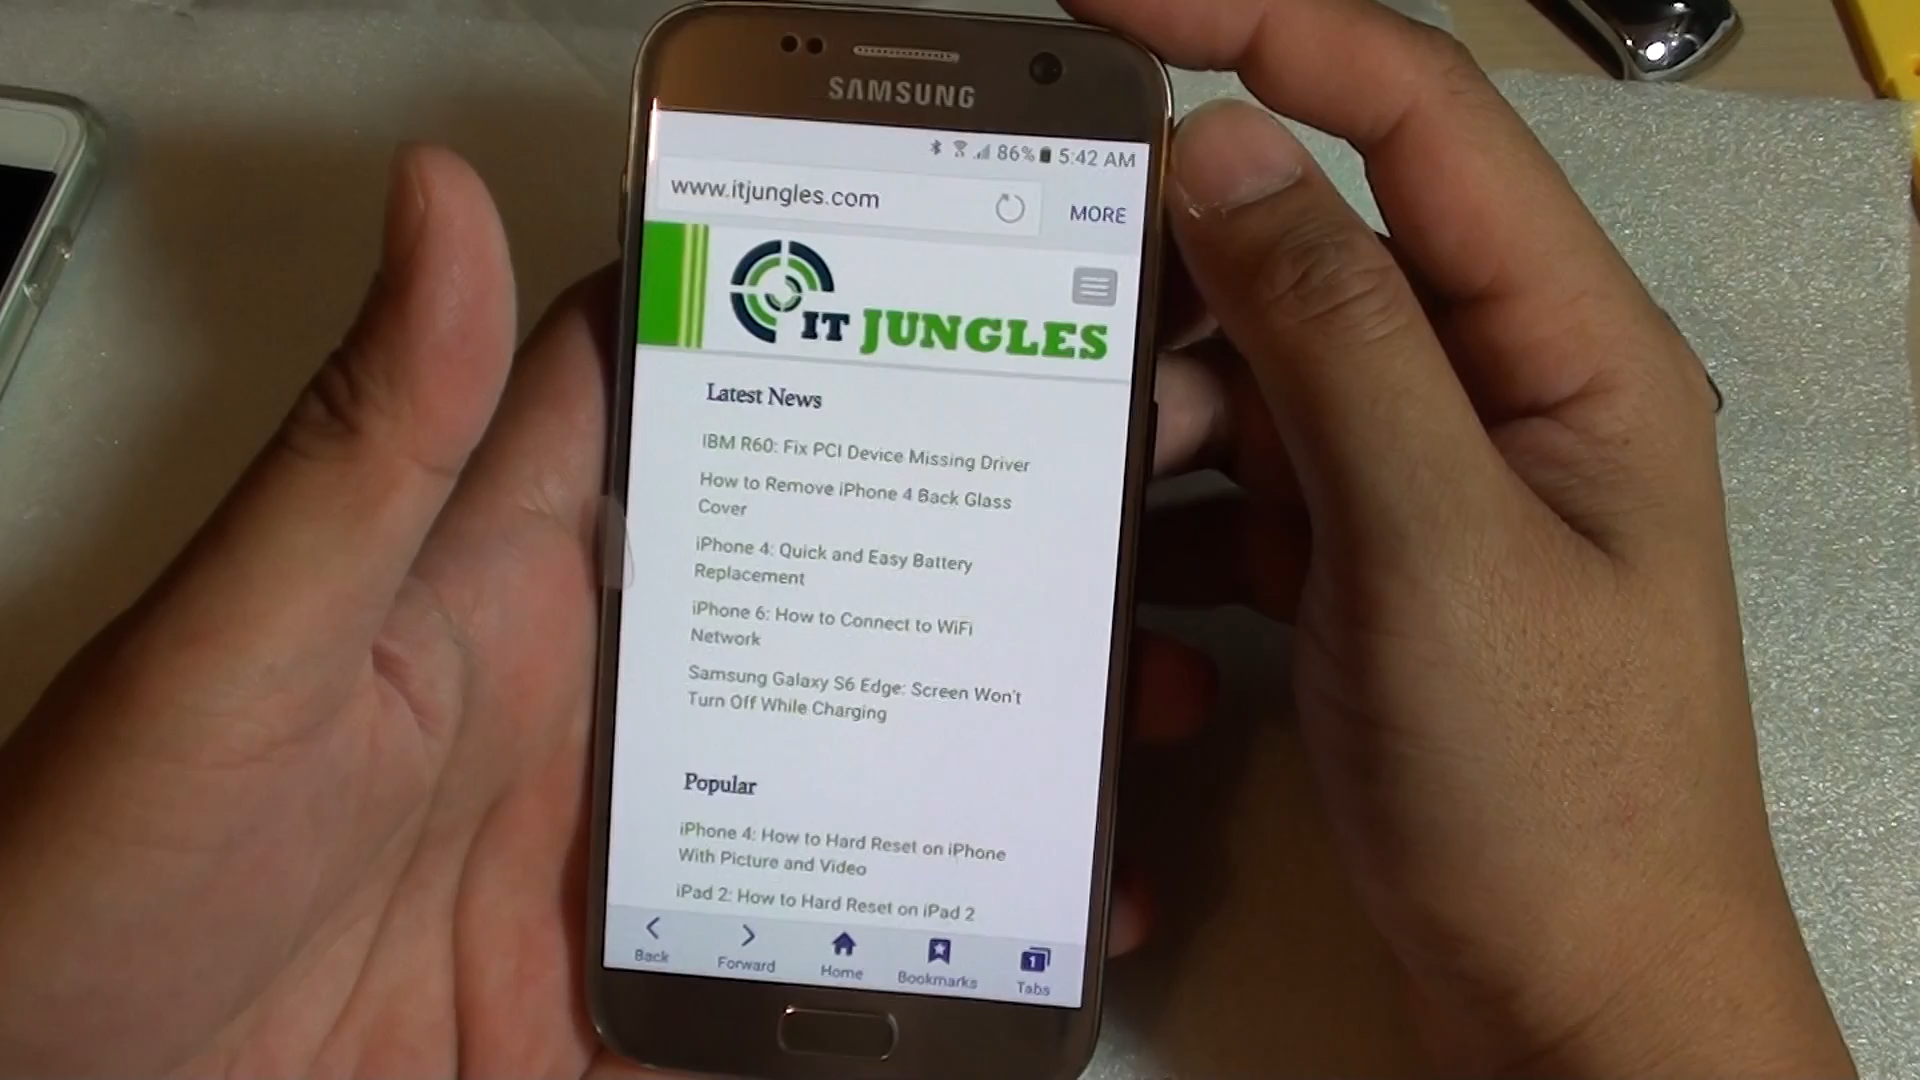 SAMSUNG
86% 5:42 AM
www.itjungles.com
MORE
IT JUNGLES
Latest News
IBM R60: Fix PCI Device Missing Driver
How to Remove iPhone 4 Back Glass
Cover
iPhone 4: Quick and Easy Battery
Replacement
iPhone 6: How to Connect to WiFi
Network
Samsung Galaxy S6 Edge: Screen Won't
Turn Off While Charging
Popular
iPhone 4: How to Hard Reset on iPhone
With Picture and Video
iPad 2: How to Hard Reset on iPad 2
Back
Forward
Home
Bookmarks
1
Tabs